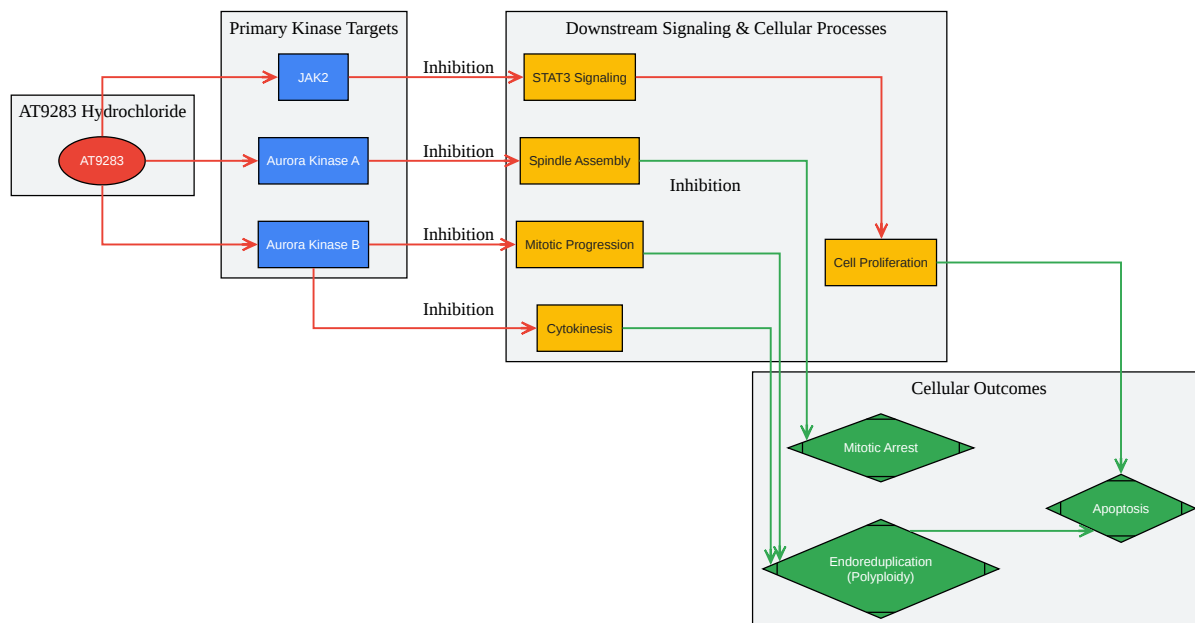 Primary Kinase Targets
Downstream Signaling & Cellular Processes
JAK2
Inhibition
STAT3 Signaling
AT9283 Hydrochloride
AT9283
Aurora Kinase A
Inhibition
Spindle Assembly
Inhibition
Aurora Kinase B
Inhibition
Mitotic Progression
Cell Proliferation
Inhibition
Cytokinesis
Cellular Outcomes
Mitotic Arrest
Apoptosis
Endoreduplication
(Polyploidy)